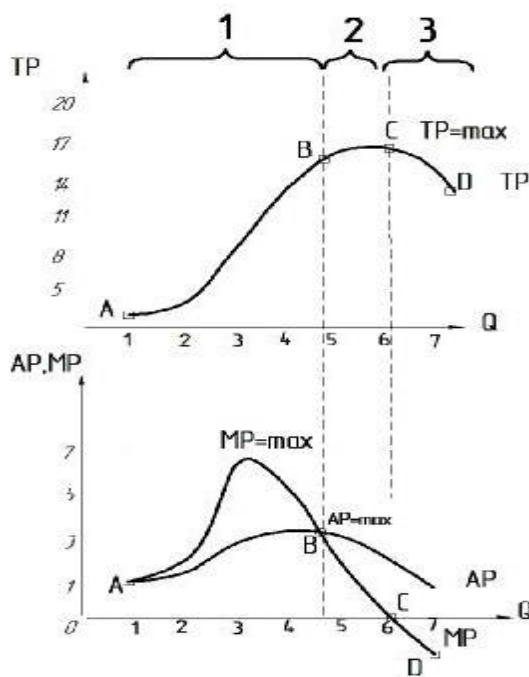 1 2 3
TP
20
17
14
11
8
5
A
B
C TP=max
D TP
1 2 3 4 5 6 7 Q
AP,MP
7
3
1
0
MP=max
AP=max
A
B
C
AP
Q
1 2 3 4 5 6 7
MP
D